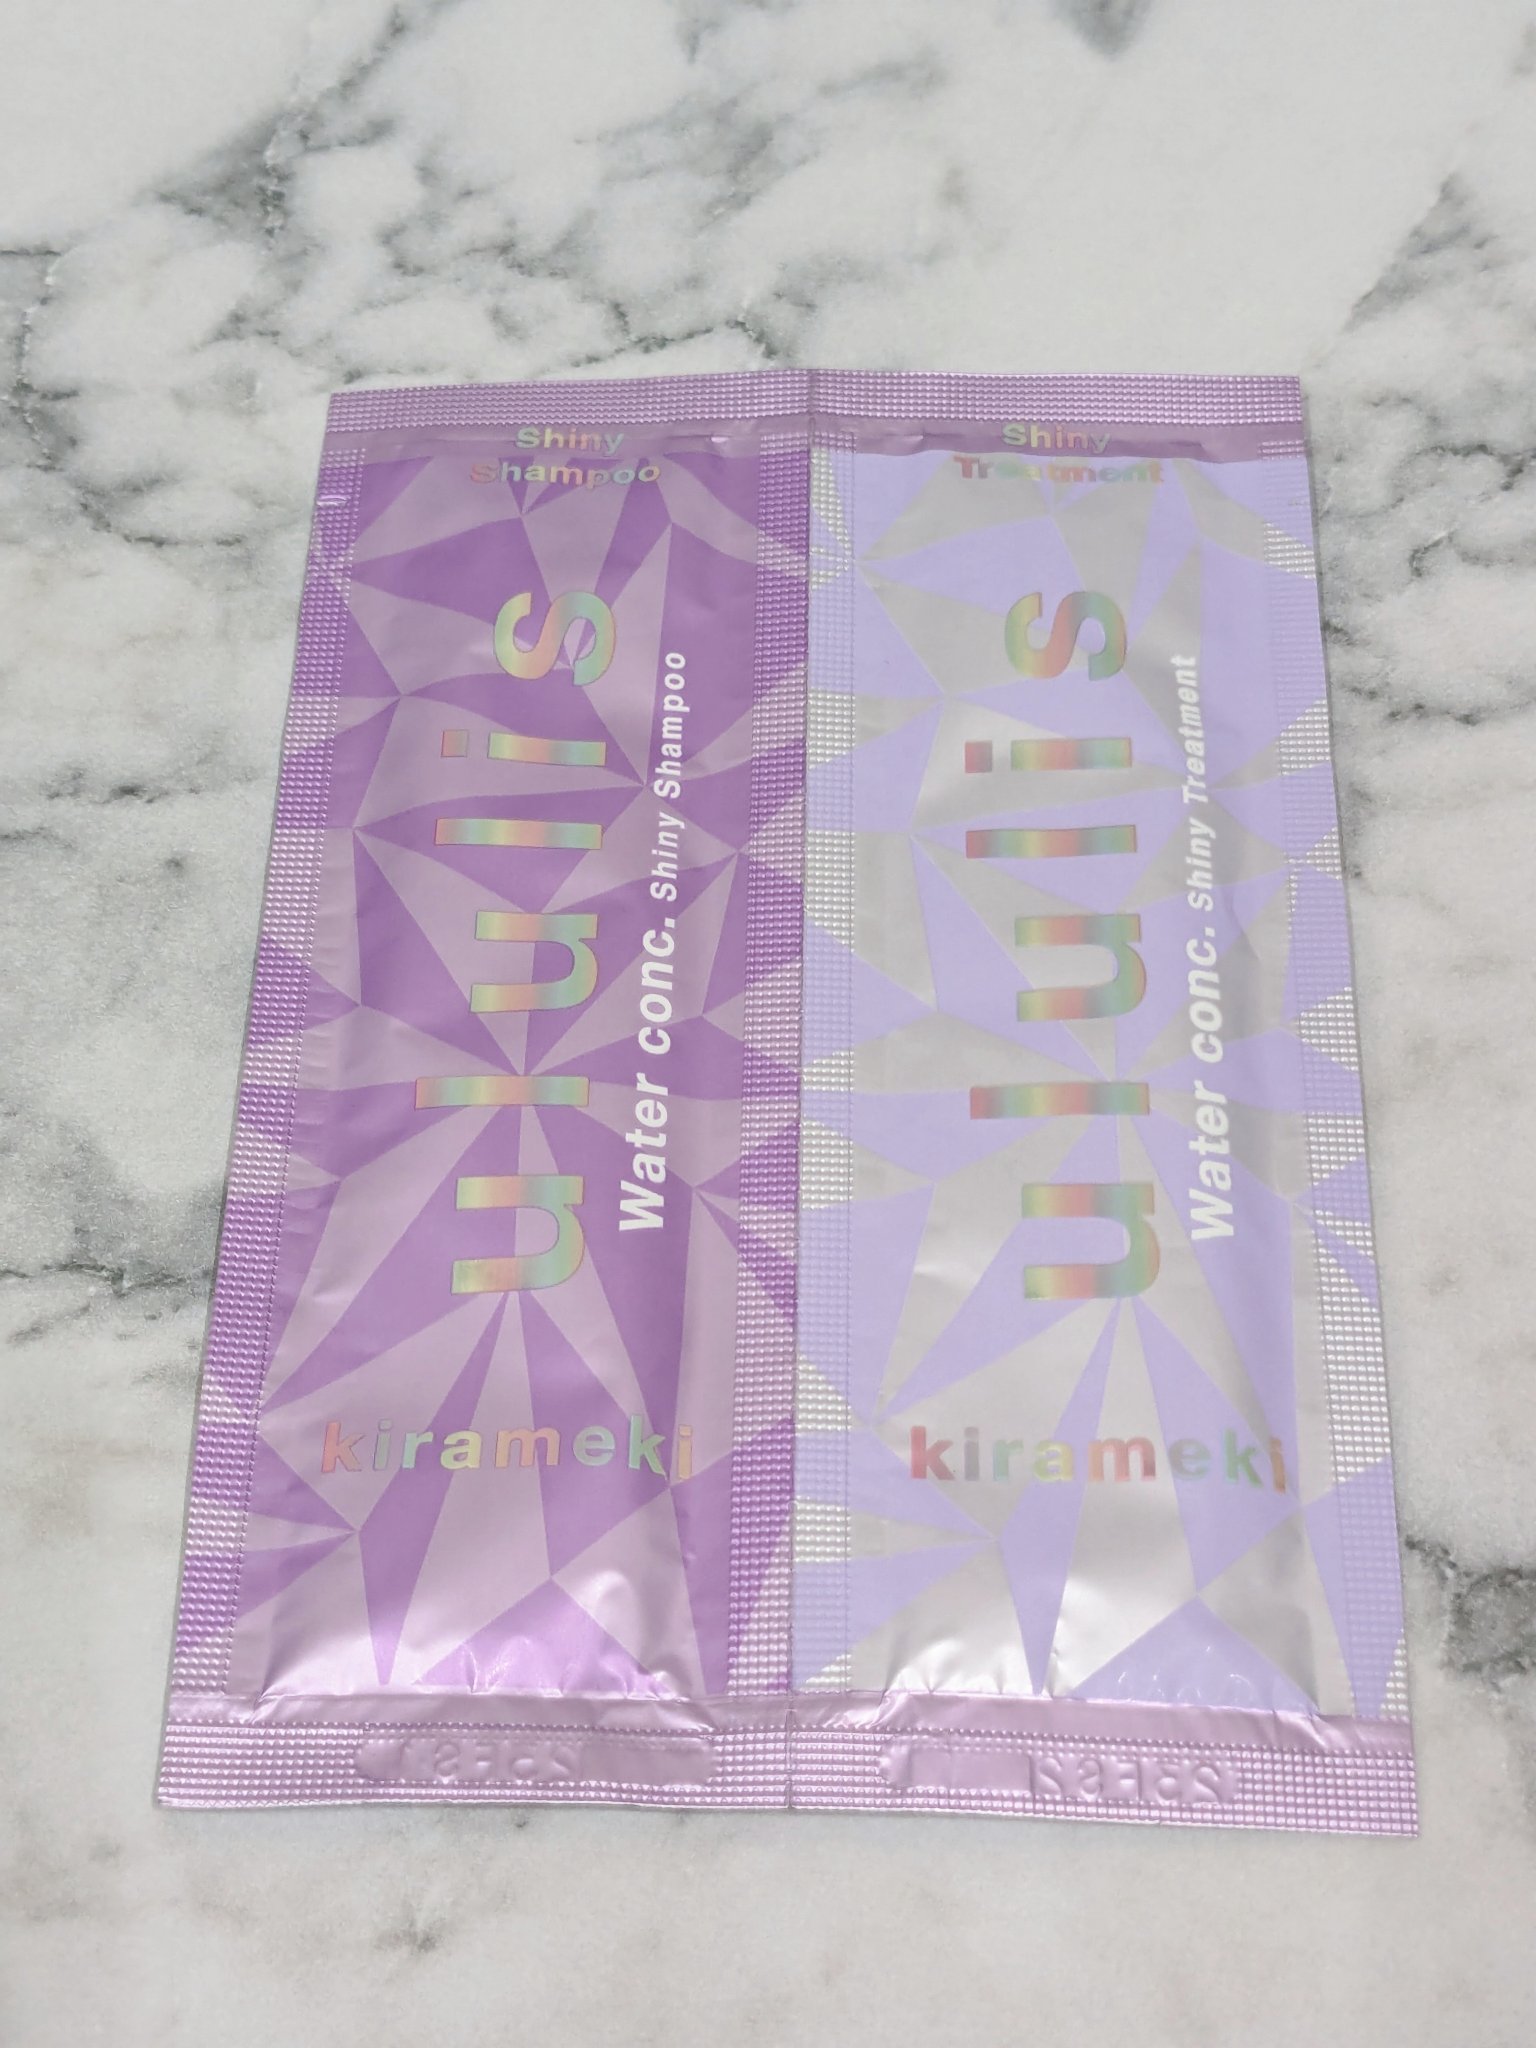 Shiny
Shampoo
ululis
Water conc. Shiny Shampoo
kirameki
Shiny
Treatment
ululis
Water conc. Shiny Treatment
kirameki